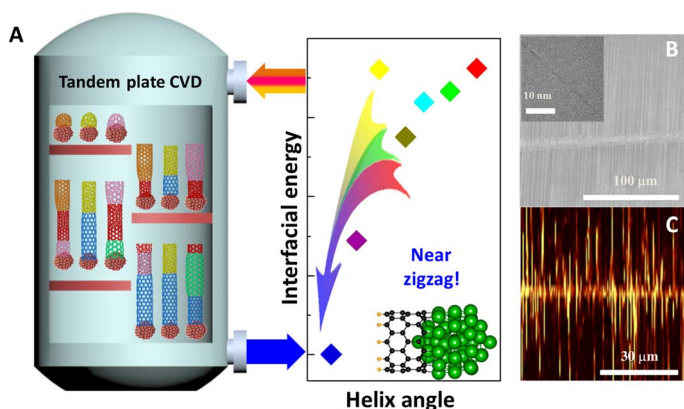 A
Tandem plate CVD
Interfacial energy
Near
zigzag!
Helix angle
B
10 nm
100 μm
C
30 μm